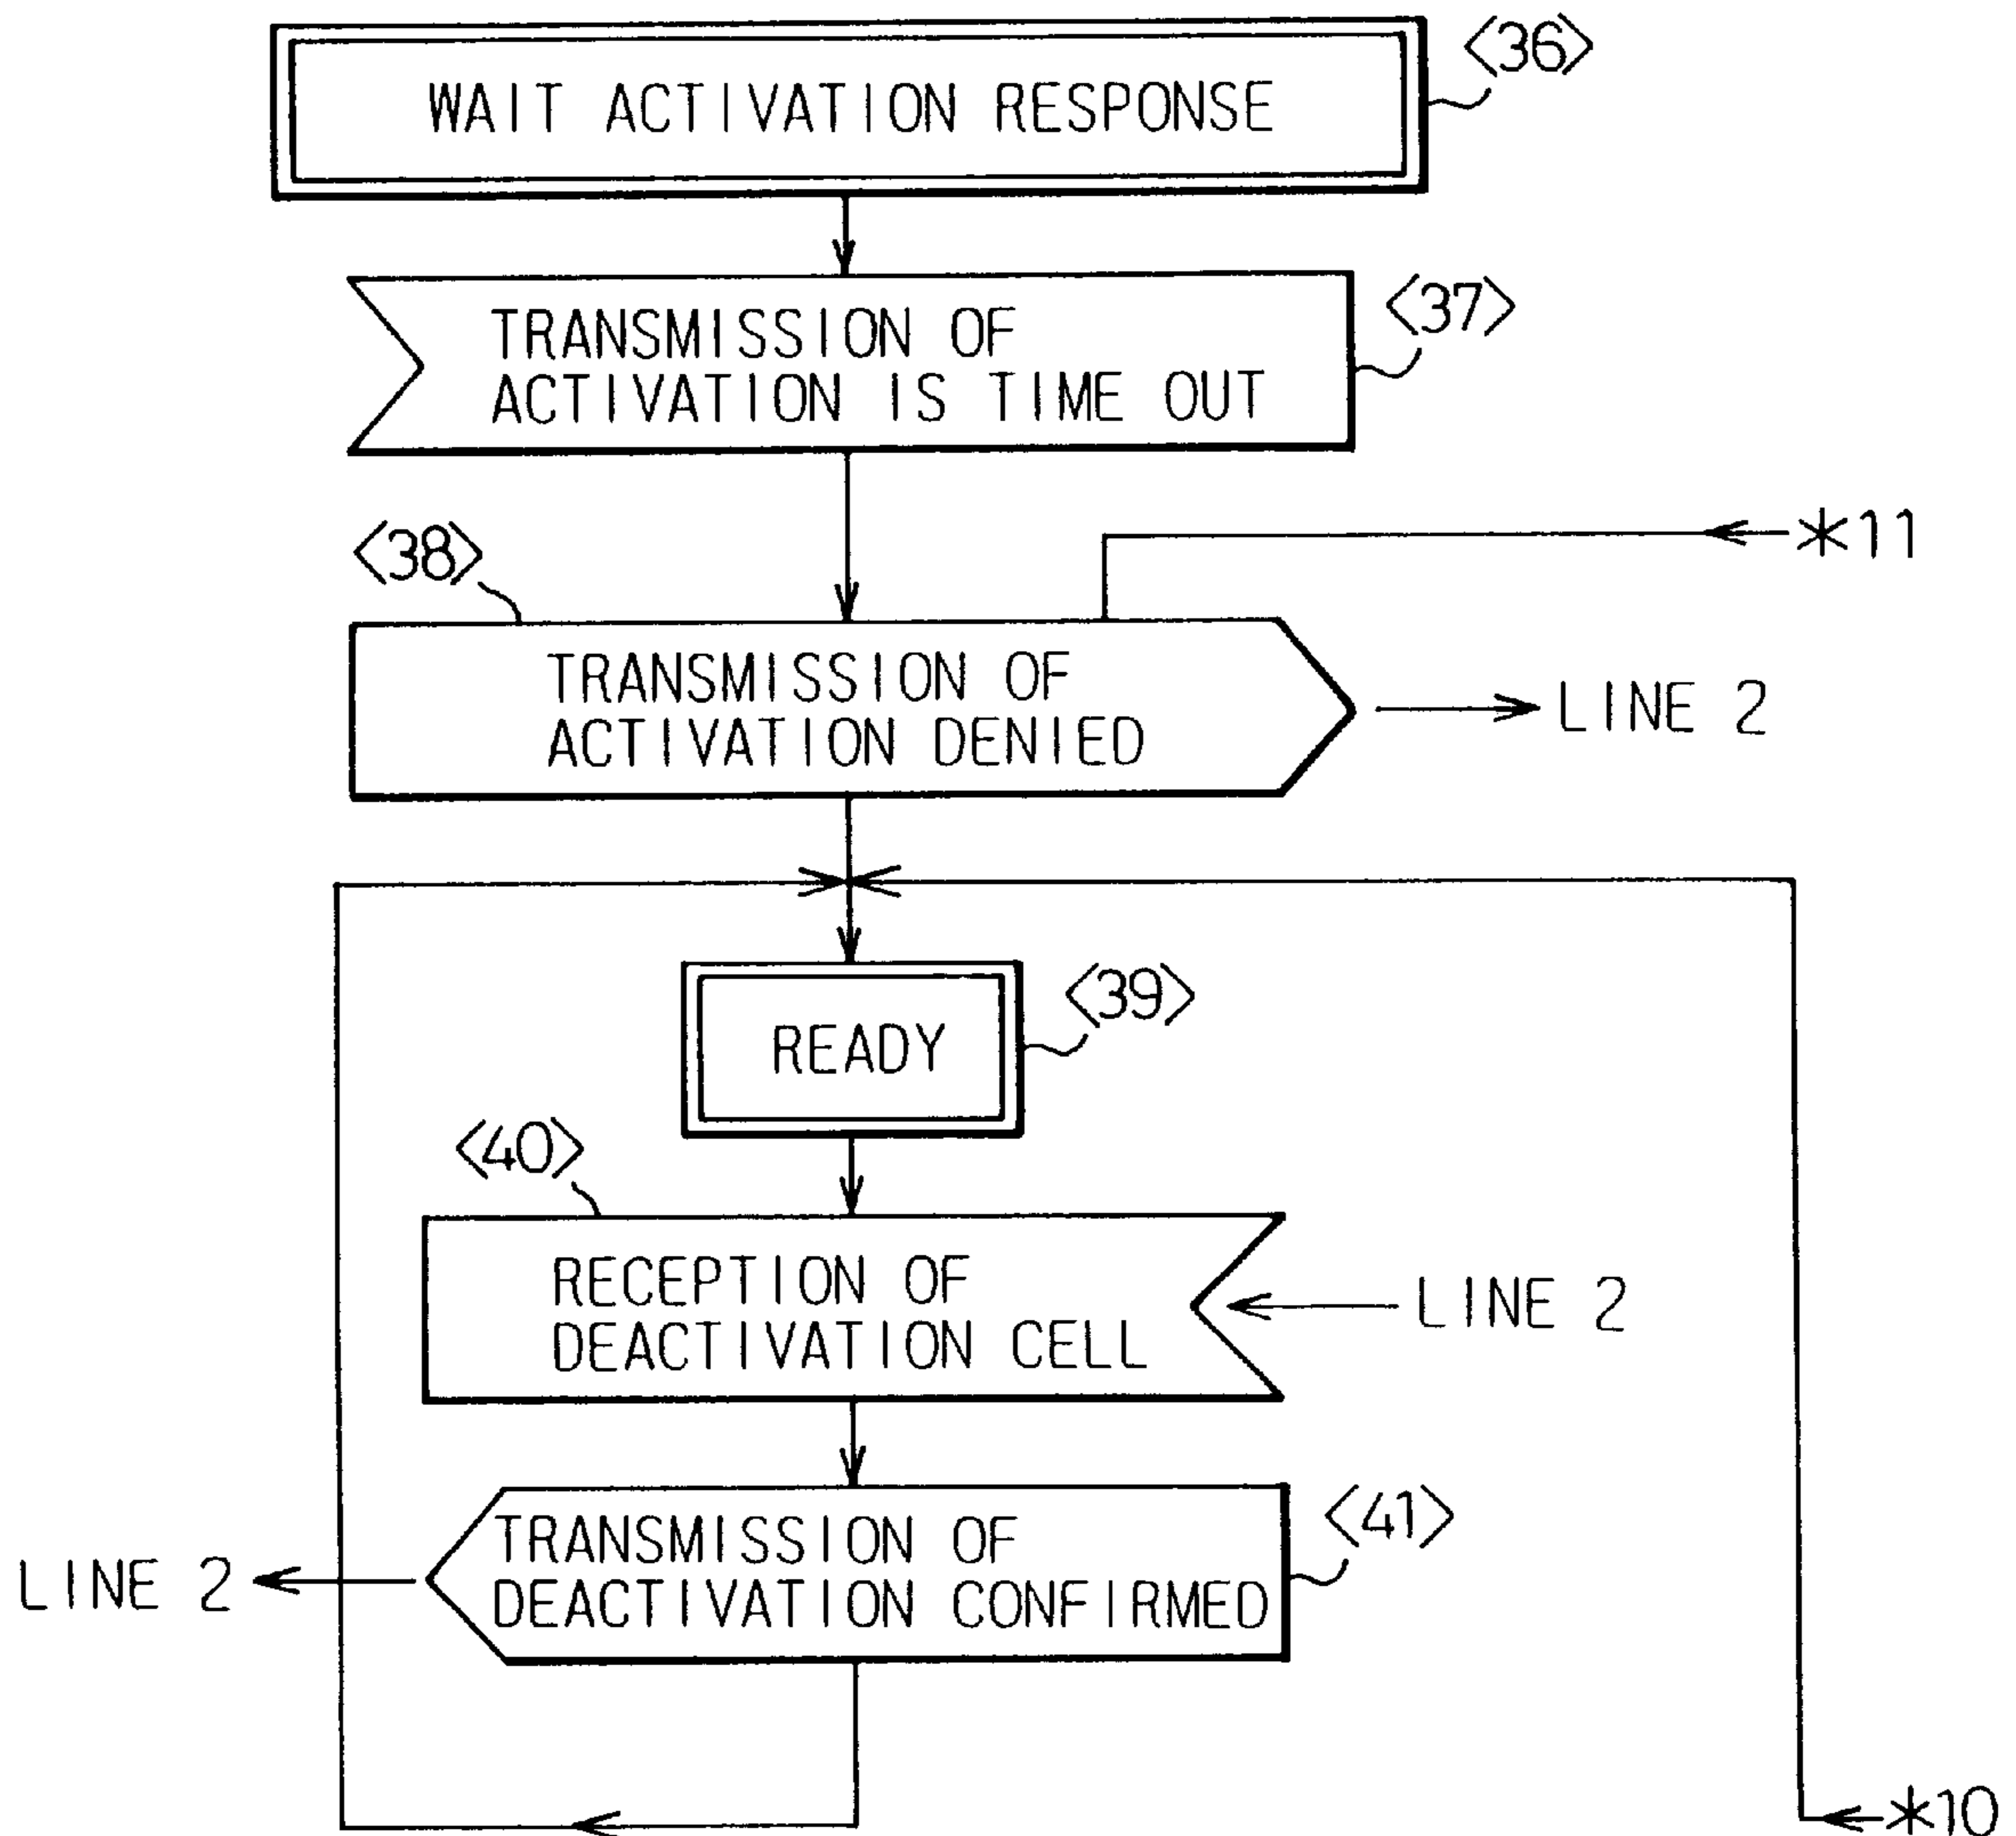 <36>
WAIT ACTIVATION RESPONSE
<37>
TRANSMISSION OF
ACTIVATION IS TIME OUT
*11
<38>
TRANSMISSION OF
ACTIVATION DENIED
LINE 2
<39>
READY
<40>
RECEPTION OF
DEACTIVATION CELL
LINE 2
<41>
TRANSMISSION OF
DEACTIVATION CONFIRMED
LINE 2
*10